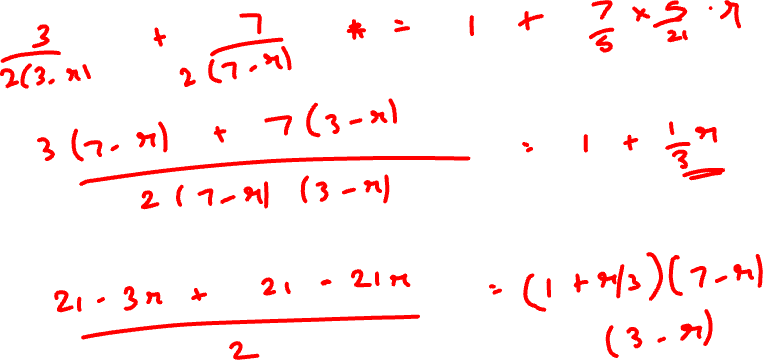 3/(2(3-x)) + 7/(2(7-x)) * = 1 + 7/5 × 5/21 · x
(3(7-x) + 7(3-x))/(2(7-x)(3-x)) = 1 + 1/3 x
(21 - 3x + 21 - 21x)/2 = (1 + x/3)(7-x)
(3-x)